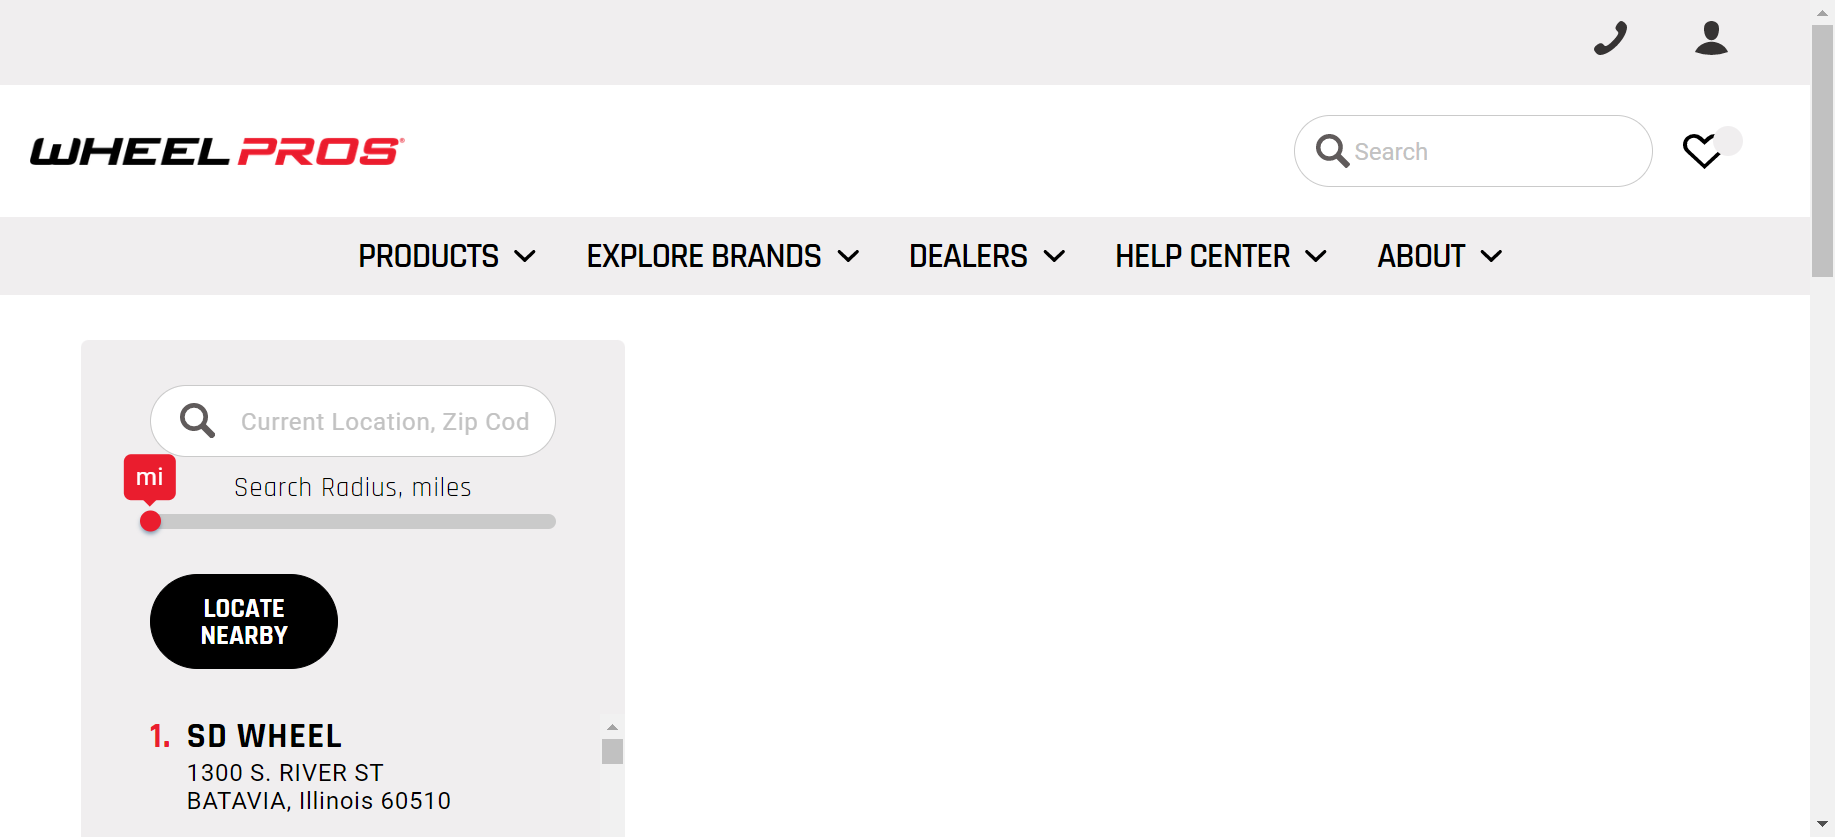 WHEEL PROS
Search
PRODUCTS
EXPLORE BRANDS
DEALERS
HELP CENTER
ABOUT
Current Location, Zip Cod
mi
Search Radius, miles
LOCATE
NEARBY
1. SD WHEEL
1300 S. RIVER ST
BATAVIA, Illinois 60510